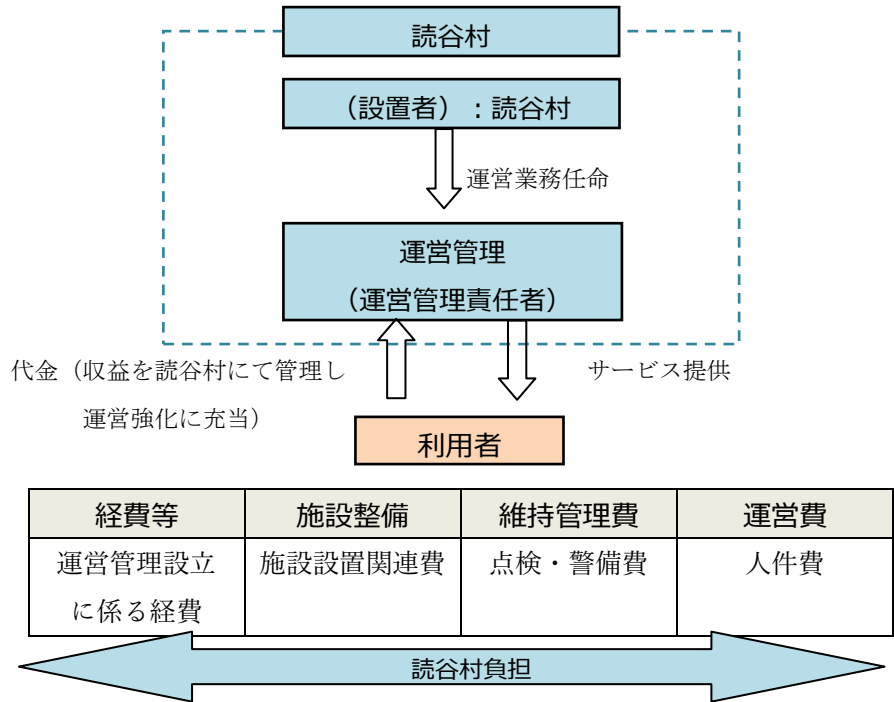 読谷村
（設置者）：読谷村
運営業務任命
運営管理
（運営管理責任者）
代金（収益を読谷村にて管理し
運営強化に充当）
サービス提供
利用者
経費等 施設整備 維持管理費 運営費
運営管理設立 施設設置関連費 点検・警備費 人件費
に係る経費
読谷村負担